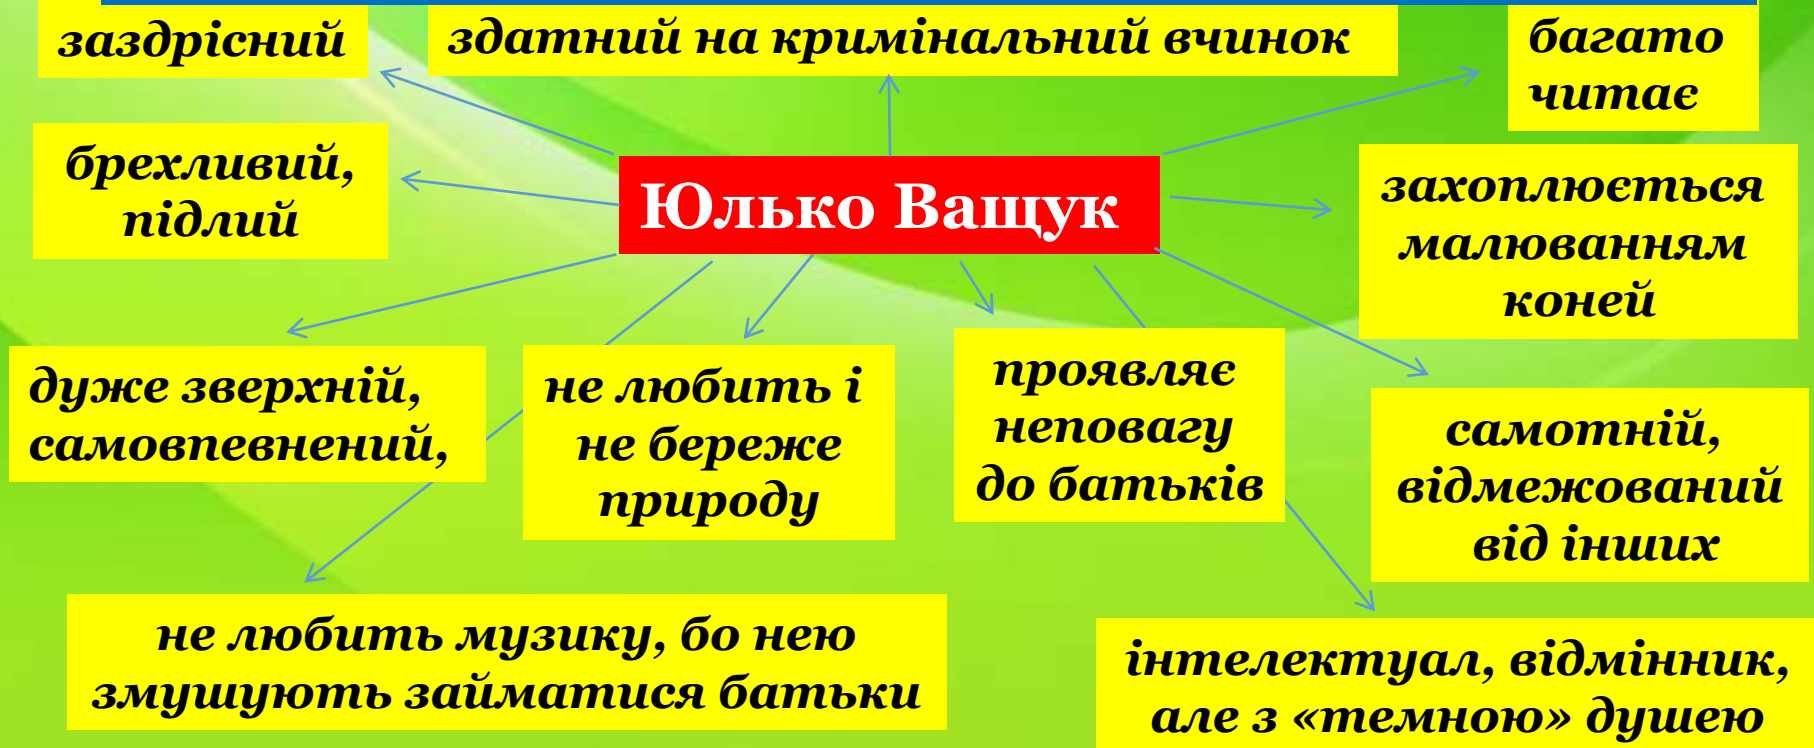 заздрісний
здатний на кримінальний вчинок
багато
читає
брехливий,
підлий
Юлько Ващук
захоплюється
малюванням
коней
дуже зверхній,
самовпевнений,
не любить і
не береже
природу
проявляє
неповагу
до батьків
самотній,
відмежований
від інших
не любить музику, бо нею
змушують займатися батьки
інтелектуал, відмінник,
але з «темною» душею